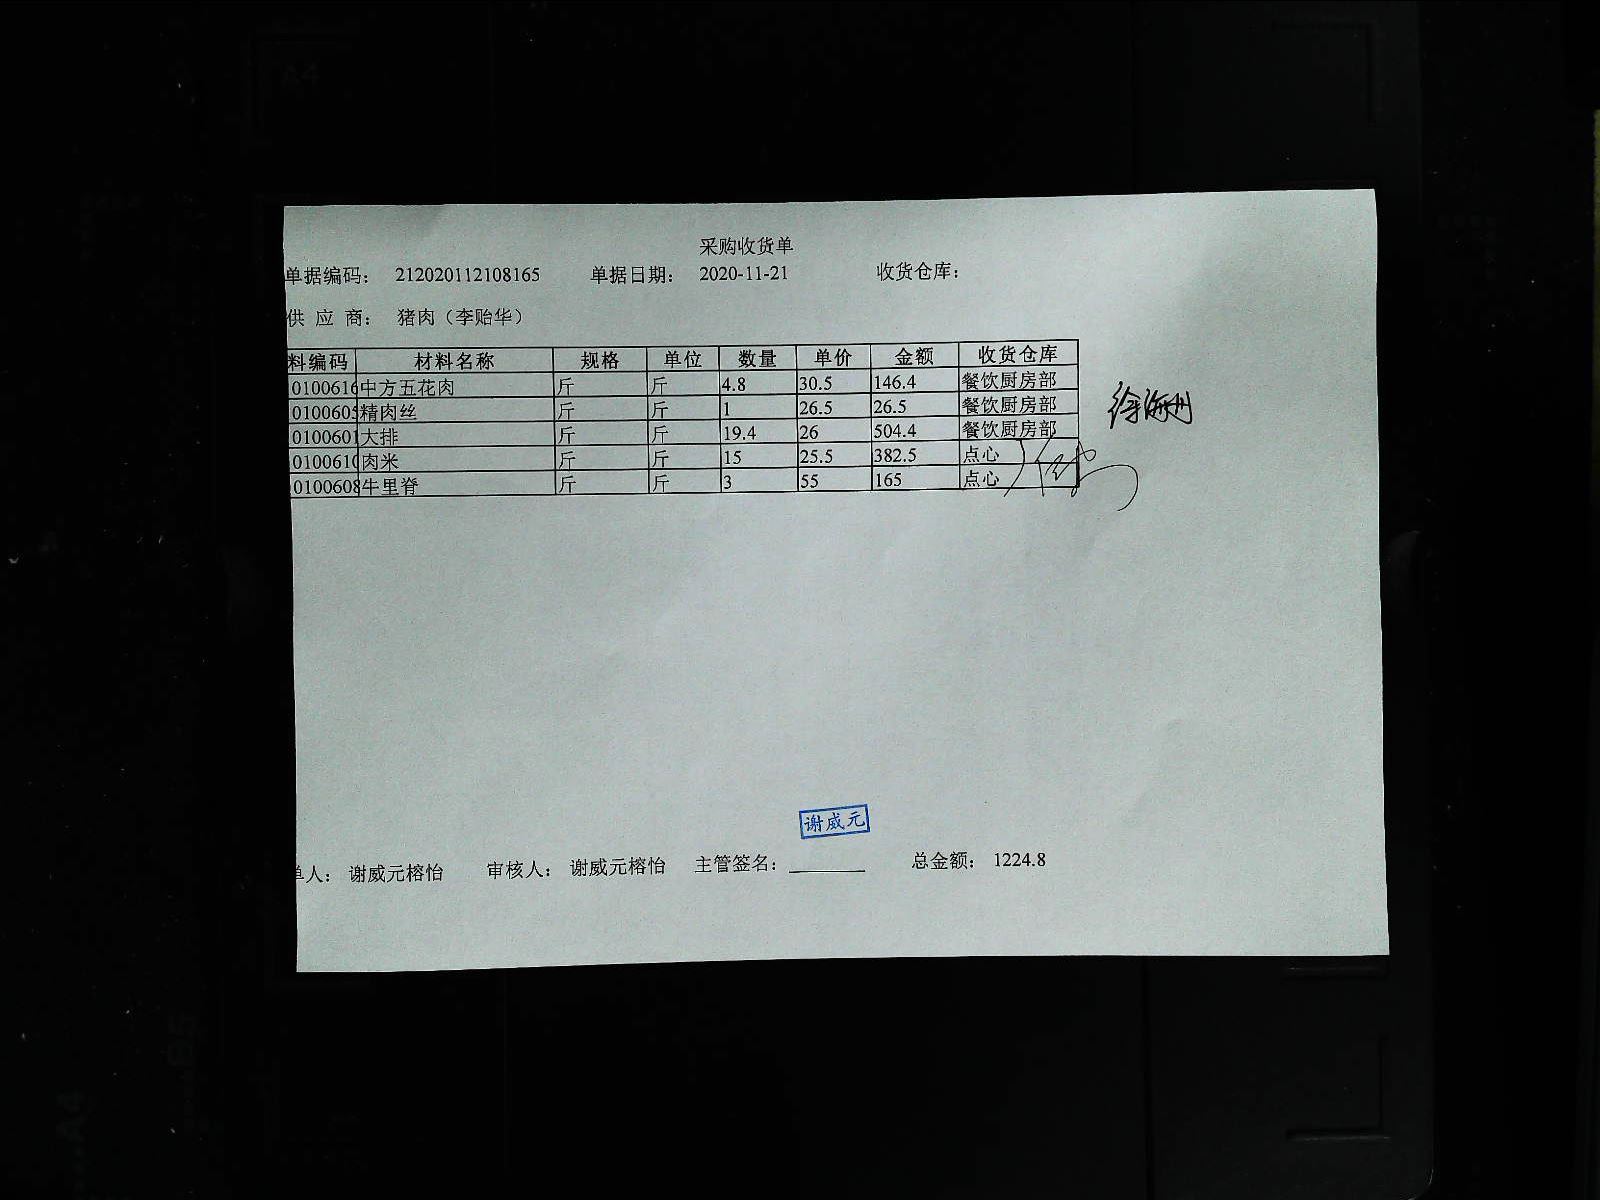 采购收货单
单据编码： 212020112108165 单据日期： 2020-11-21 收货仓库：
供 应 商： 猪肉（李贻华）
料编码 材料名称 规格 单位 数量 单价 金额 收货仓库
0100616 中方五花肉 斤 斤 4.8 30.5 146.4 餐饮厨房部
0100605 精肉丝 斤 斤 1 26.5 26.5 餐饮厨房部
0100601 大排 斤 斤 19.4 26 504.4 餐饮厨房部
0100610 肉米 斤 斤 15 25.5 382.5 点心
0100608 牛里脊 斤 斤 3 55 165 点心
徐海州
谢威元
单人： 谢威元榕怡 审核人： 谢威元榕怡 主管签名： 总金额： 1224.8